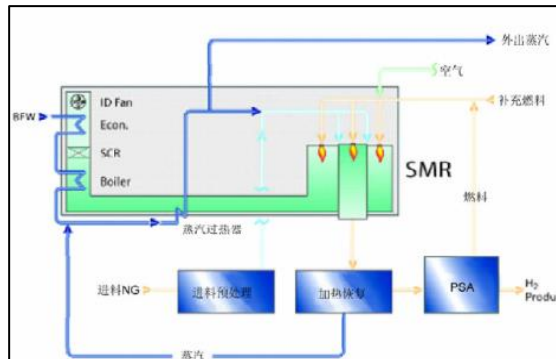 外出蒸汽
空气
ID Fan
BFW
Econ.
补充燃料
SCR
SMR
Boiler
燃料
蒸汽过热器
进料NG
进料预处理
加热恢复
PSA
H2
Produ
蒸汽